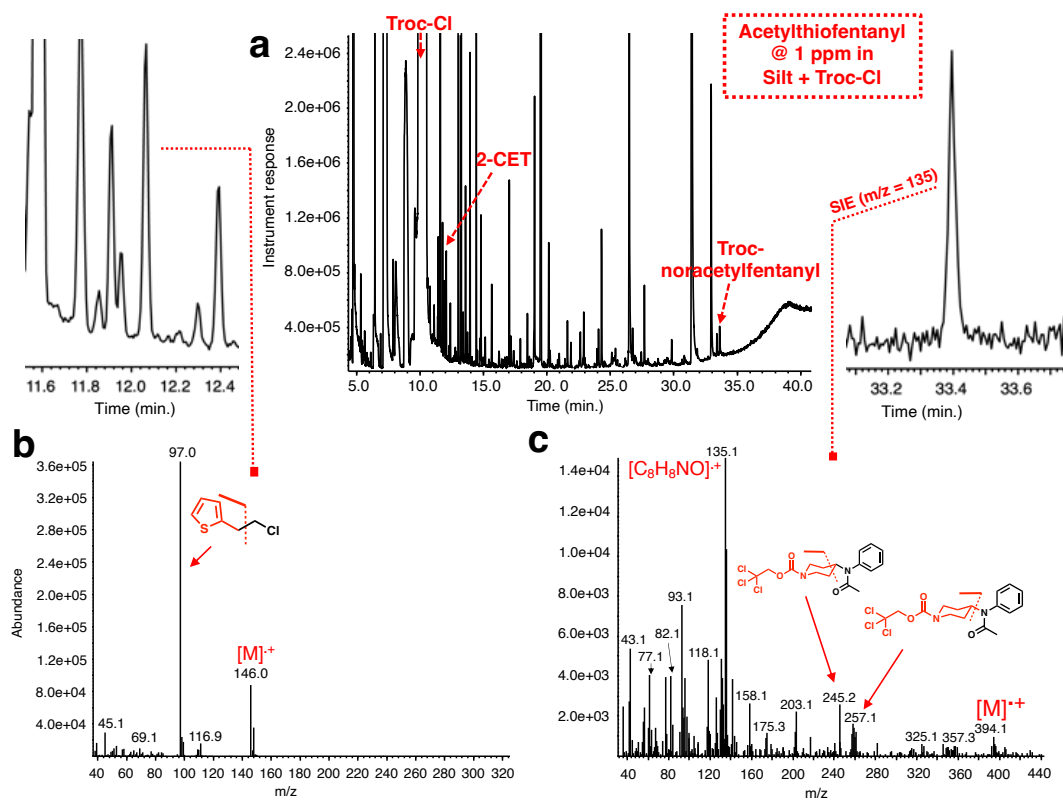 a
Troc-Cl
Acetylthiofentanyl
@ 1 ppm in
Silt + Troc-Cl
2.4e+06
2.0e+06
1.6e+06
1.2e+06
8.0e+05
4.0e+05
Instrument response
2-CET
Troc-
noracetylfentanyl
5.0 10.0 15.0 20.0 25.0 30.0 35.0 40.0
Time (min.)
11.6 11.8 12.0 12.2 12.4
Time (min.)
SIE (m/z = 135)
33.2 33.4 33.6
Time (min.)
b
3.6e+05
3.2e+05
2.8e+05
2.4e+05
2.0e+05
1.6e+05
1.2e+05
8.0e+04
4.0e+04
Abundance
97.0
S
Cl
[M]·+
146.0
45.1
69.1
116.9
40 80 120 160 200 240 280 320 350
m/z
c
1.4e+04
1.2e+04
1.0e+04
8.0e+03
6.0e+03
4.0e+03
2.0e+03
[C8H8NO]·+
135.1
93.1
43.1
82.1
77.1
118.1
158.1
175.3
203.1
245.2
257.1
325.1
357.3
[M]·+
394.1
Cl
Cl
Cl
O
O
N
N
O
Cl
Cl
Cl
O
O
N
N
O
40 80 120 160 200 240 280 320 360 400 440
m/z